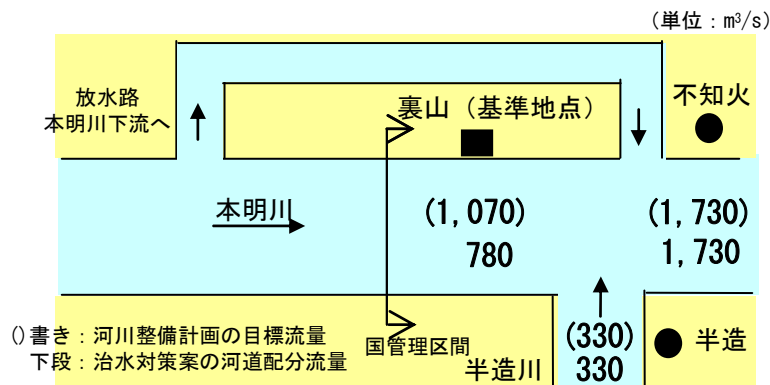 (単位：m³/s)
放水路
本明川下流へ
裏山（基準地点）
不知火
本明川
(1,070)
780
(1,730)
1,730
()書き：河川整備計画の目標流量
下段：治水対策案の河道配分流量
国管理区間
半造川
(330)
330
半造